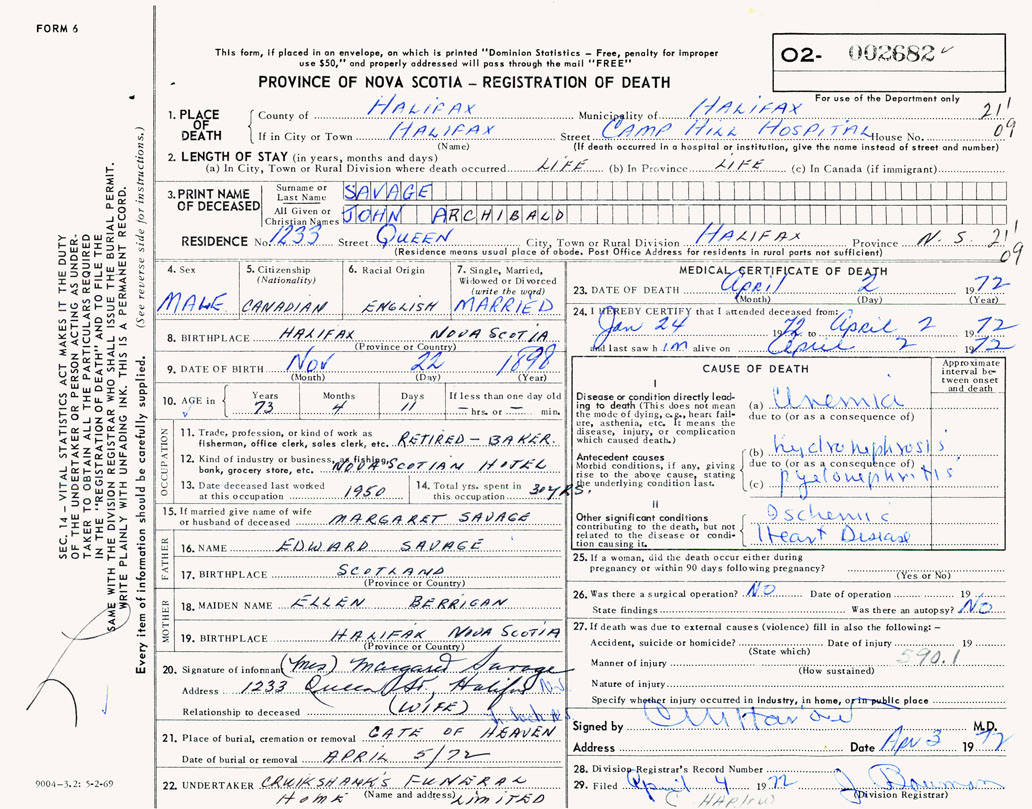 FORM 6
This form, if placed in an envelope, on which is printed "Dominion Statistics – Free, penalty for improper
use $50," and properly addressed will pass through the mail "FREE"
PROVINCE OF NOVA SCOTIA – REGISTRATION OF DEATH
O2- 002682
For use of the Department only
1. PLACE OF DEATH
County of HALIFAX Municipality of HALIFAX 21'
If in City or Town HALIFAX Street CAMP HILL HOSPITAL House No. 09
(Name) (If death occurred in a hospital or institution, give the name instead of street and number)
2. LENGTH OF STAY (in years, months and days)
(a) In City, Town or Rural Division where death occurred LIFE (b) In Province LIFE (c) In Canada (if immigrant)
3. PRINT NAME OF DECEASED
Surname or Last Name SAVAGE
All Given or Christian Names JOHN ARCHIBALD
RESIDENCE No. 1233 Street QUEEN City, Town or Rural Division HALIFAX Province N. S. 21'
(Residence means usual place of abode. Post Office Address for residents in rural parts not sufficient) 09
4. Sex MALE
5. Citizenship (Nationality) CANADIAN
6. Racial Origin ENGLISH
7. Single, Married, Widowed or Divorced (write the word) MARRIED
8. BIRTHPLACE HALIFAX NOVA SCOTIA
(Province or Country)
9. DATE OF BIRTH Nov 22 1898
(Month) (Day) (Year)
10. AGE in Years 73 Months 4 Days 11 If less than one day old – hrs. or – min.
OCCUPATION
11. Trade, profession, or kind of work as
fisherman, office clerk, sales clerk, etc. RETIRED – BAKER.
12. Kind of industry or business, as fishing,
bank, grocery store, etc. NOVA SCOTIAN HOTEL
13. Date deceased last worked
at this occupation 1950
14. Total yrs. spent in
this occupation 30 YRS.
15. If married give name of wife
or husband of deceased MARGARET SAVAGE
FATHER
16. NAME EDWARD SAVAGE
17. BIRTHPLACE SCOTLAND
(Province or Country)
MOTHER
18. MAIDEN NAME ELLEN BERRIGAN
19. BIRTHPLACE HALIFAX NOVA SCOTIA
(Province or Country)
20. Signature of informant (Mrs) Margaret Savage
Address 1233 Queen St, Halifax N.S.
Relationship to deceased (WIFE)
21. Place of burial, cremation or removal GATE OF HEAVEN
Date of burial or removal APRIL 5/72
22. UNDERTAKER CRUIKSHANK'S FUNERAL
HOME (Name and address) LIMITED
MEDICAL CERTIFICATE OF DEATH
23. DATE OF DEATH April 2 1972
(Month) (Day) (Year)
24. I HEREBY CERTIFY that I attended deceased from:
Jan 24 1972 to April 2 1972
and last saw h im alive on April 2 1972
CAUSE OF DEATH
Approximate interval between onset and death
I
Disease or condition directly leading to death (This does not mean the mode of dying, e.g., heart failure, asthenia, etc. It means the disease, injury, or complication which caused death.)
(a) Anemia
due to (or as a consequence of)
Antecedent causes
Morbid conditions, if any, giving rise to the above cause, stating the underlying condition last.
(b) hydronephrosis
due to (or as a consequence of)
(c) pyelonephritis
II
Other significant conditions contributing to the death, but not related to the disease or condition causing it.
Ischemic
Heart Disease
25. If a woman, did the death occur either during
pregnancy or within 90 days following pregnancy?
(Yes or No)
26. Was there a surgical operation? NO Date of operation 19
State findings Was there an autopsy? NO
27. If death was due to external causes (violence) fill in also the following:–
Accident, suicide or homicide? Date of injury 19
(State which) 590.1
Manner of injury
(How sustained)
Nature of injury
Specify whether injury occurred in industry, in home, or in public place
Signed by M.D.
Address Date Apr 3 1972
28. Division Registrar's Record Number
29. Filed April 4 1972
(HARLOW) (Division Registrar)
SEC. 14 – VITAL STATISTICS ACT MAKES IT THE DUTY
OF THE UNDERTAKER OR PERSON ACTING AS UNDER-
TAKER TO OBTAIN ALL THE PARTICULARS REQUIRED
IN THE "REGISTRATION OF DEATH" AND TO FILE THE
SAME WITH THE DIVISION REGISTRAR WHO SHALL ISSUE THE BURIAL PERMIT.
WRITE PLAINLY WITH UNFADING INK. THIS IS A PERMANENT RECORD.
Every item of information should be carefully supplied. (See reverse side for instructions.)
9004-3.2: 5-2-69